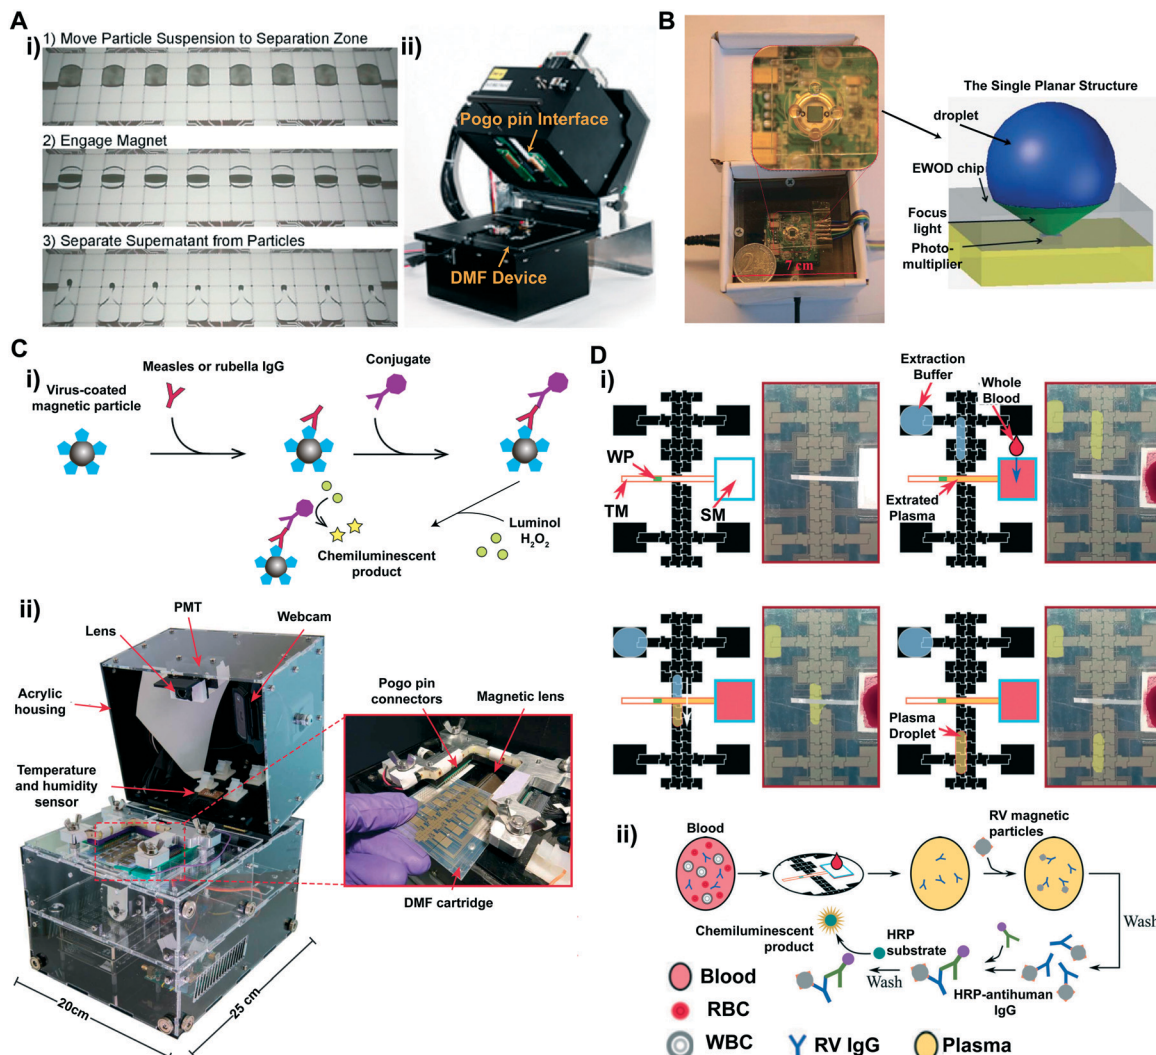 A
i)
1) Move Particle Suspension to Separation Zone
2) Engage Magnet
3) Separate Supernatant from Particles
ii)
Pogo pin Interface
DMF Device
B
7 cm
The Single Planar Structure
droplet
EWOD chip
Focus
light
Photo-
multiplier
C
i)
Virus-coated
magnetic particle
Measles or rubella IgG
Conjugate
Luminol
H₂O₂
Chemiluminescent
product
ii)
PMT
Lens
Webcam
Acrylic
housing
Pogo pin
connectors
Magnetic lens
Temperature
and humidity
sensor
DMF cartridge
20cm
25 cm
D
i)
WP
TM
SM
Extraction
Buffer
Whole
Blood
Extrated
Plasma
Plasma
Droplet
ii)
Blood
RV magnetic
particles
Wash
Chemiluminescent
product
HRP
substrate
Wash
HRP-antihuman
IgG
Blood
RBC
WBC
RV IgG
Plasma